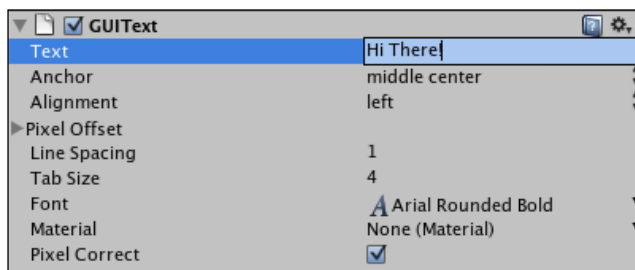 GUIText
Text Hi There!
Anchor middle center
Alignment left
Pixel Offset
Line Spacing 1
Tab Size 4
Font A Arial Rounded Bold
Material None (Material)
Pixel Correct